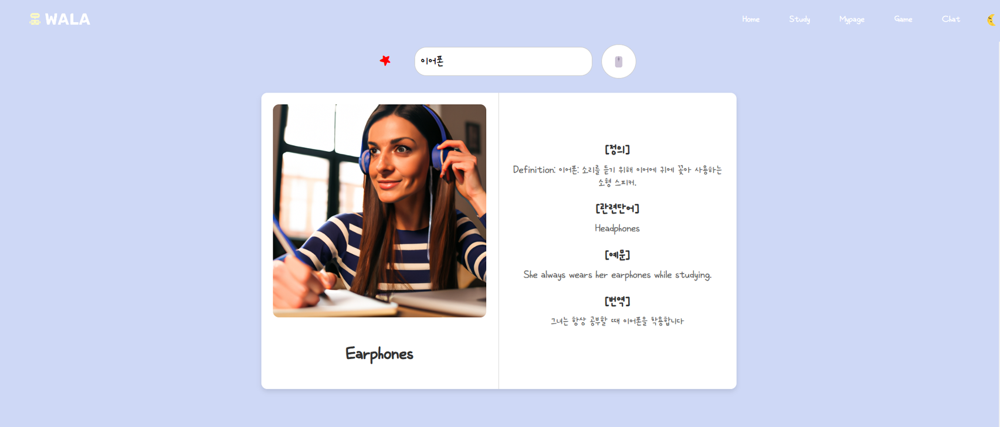 WALA
Home Study Mypage Game Chat
이어폰
Earphones
[정의]
Definition: 이어폰: 소리를 듣기 위해 이어에 귀에 꽂아 사용하는
소형 스피커.
[관련단어]
Headphones
[예문]
She always wears her earphones while studying.
[번역]
그녀는 항상 공부할 때 이어폰을 착용합니다